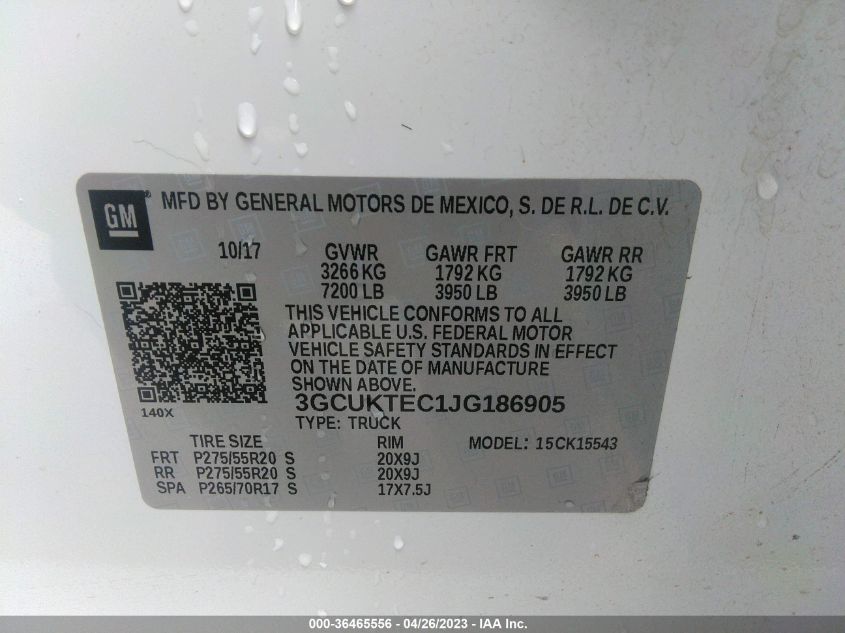 GM ® MFD BY GENERAL MOTORS DE MEXICO, S. DE R.L. DE C.V.
10/17 GVWR GAWR FRT GAWR RR
3266 KG 1792 KG 1792 KG
7200 LB 3950 LB 3950 LB
THIS VEHICLE CONFORMS TO ALL
APPLICABLE U.S. FEDERAL MOTOR
VEHICLE SAFETY STANDARDS IN EFFECT
ON THE DATE OF MANUFACTURE
SHOWN ABOVE.
3GCUKTEC1JG186905
140X TYPE: TRUCK
TIRE SIZE RIM MODEL: 15CK15543
FRT P275/55R20 S 20X9J
RR P275/55R20 S 20X9J
SPA P265/70R17 S 17X7.5J
000-36465556 - 04/26/2023 - IAA Inc.